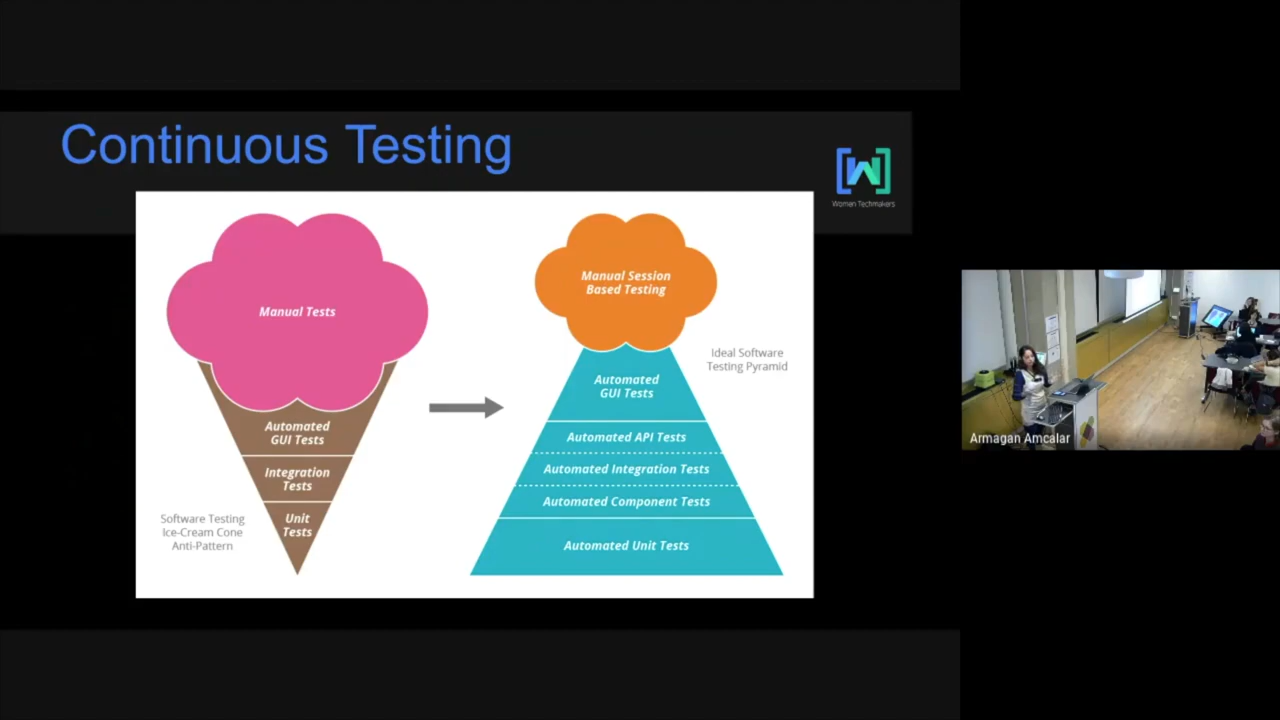 Continuous Testing
Women Techmakers
Manual Tests
Automated
GUI Tests
Integration
Tests
Unit
Tests
Software Testing
Ice-Cream Cone
Anti-Pattern
Manual Session
Based Testing
Ideal Software
Testing Pyramid
Automated
GUI Tests
Automated API Tests
Automated Integration Tests
Automated Component Tests
Automated Unit Tests
Armagan Amcalar